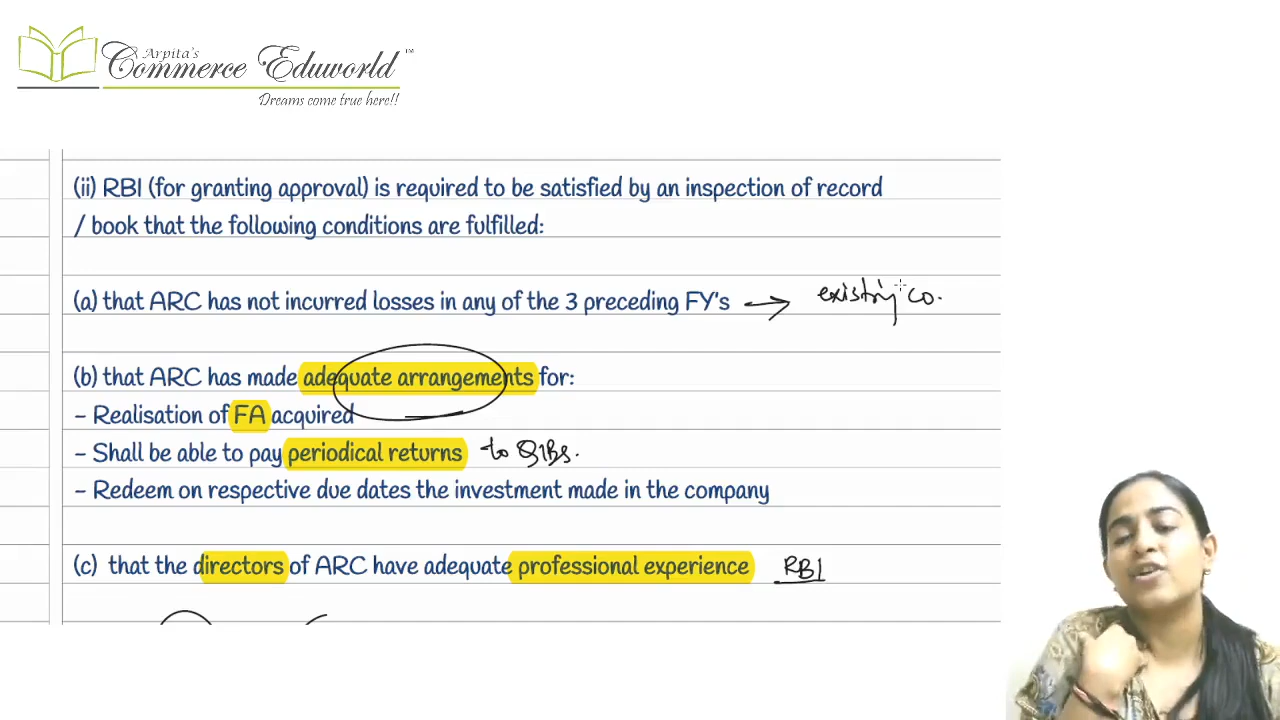 Arpita's
Commerce Eduworld™
Dreams come true here!!
(ii) RBI (for granting approval) is required to be satisfied by an inspection of record
/ book that the following conditions are fulfilled:
(a) that ARC has not incurred losses in any of the 3 preceding FY's → existing co.
(b) that ARC has made adequate arrangements for:
- Realisation of FA acquired
- Shall be able to pay periodical returns to QIBs.
- Redeem on respective due dates the investment made in the company
(c) that the directors of ARC have adequate professional experience RBI